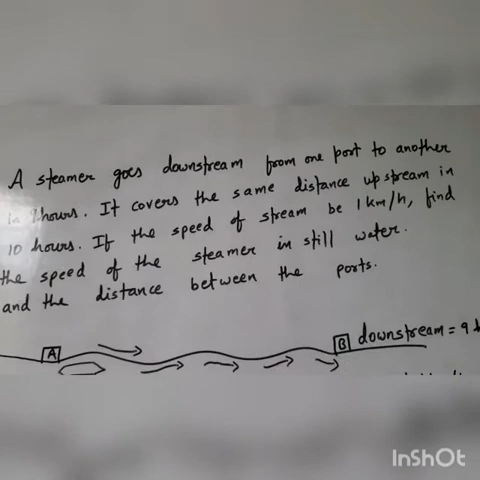 A steamer goes downstream from one port to another
in 9 hours. It covers the same distance upstream in
10 hours. If the speed of stream be 1 km/h, find
the speed of the steamer in still water.
and the distance between the ports.
A
B downstream = 9
InShOt